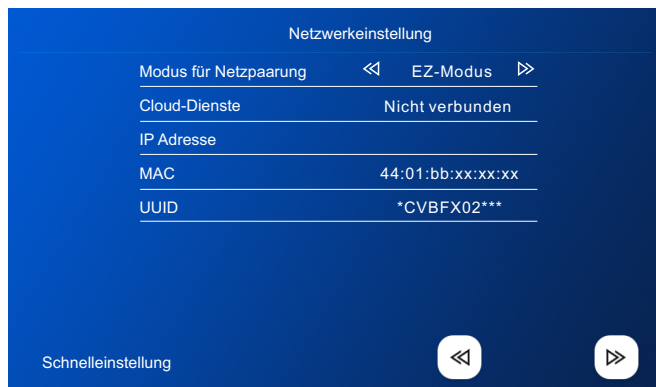 Netzwerkeinstellung
Modus für Netzpaarung EZ-Modus
Cloud-Dienste Nicht verbunden
IP Adresse
MAC 44:01:bb:xx:xx:xx
UUID *CVBFX02***
Schnelleinstellung